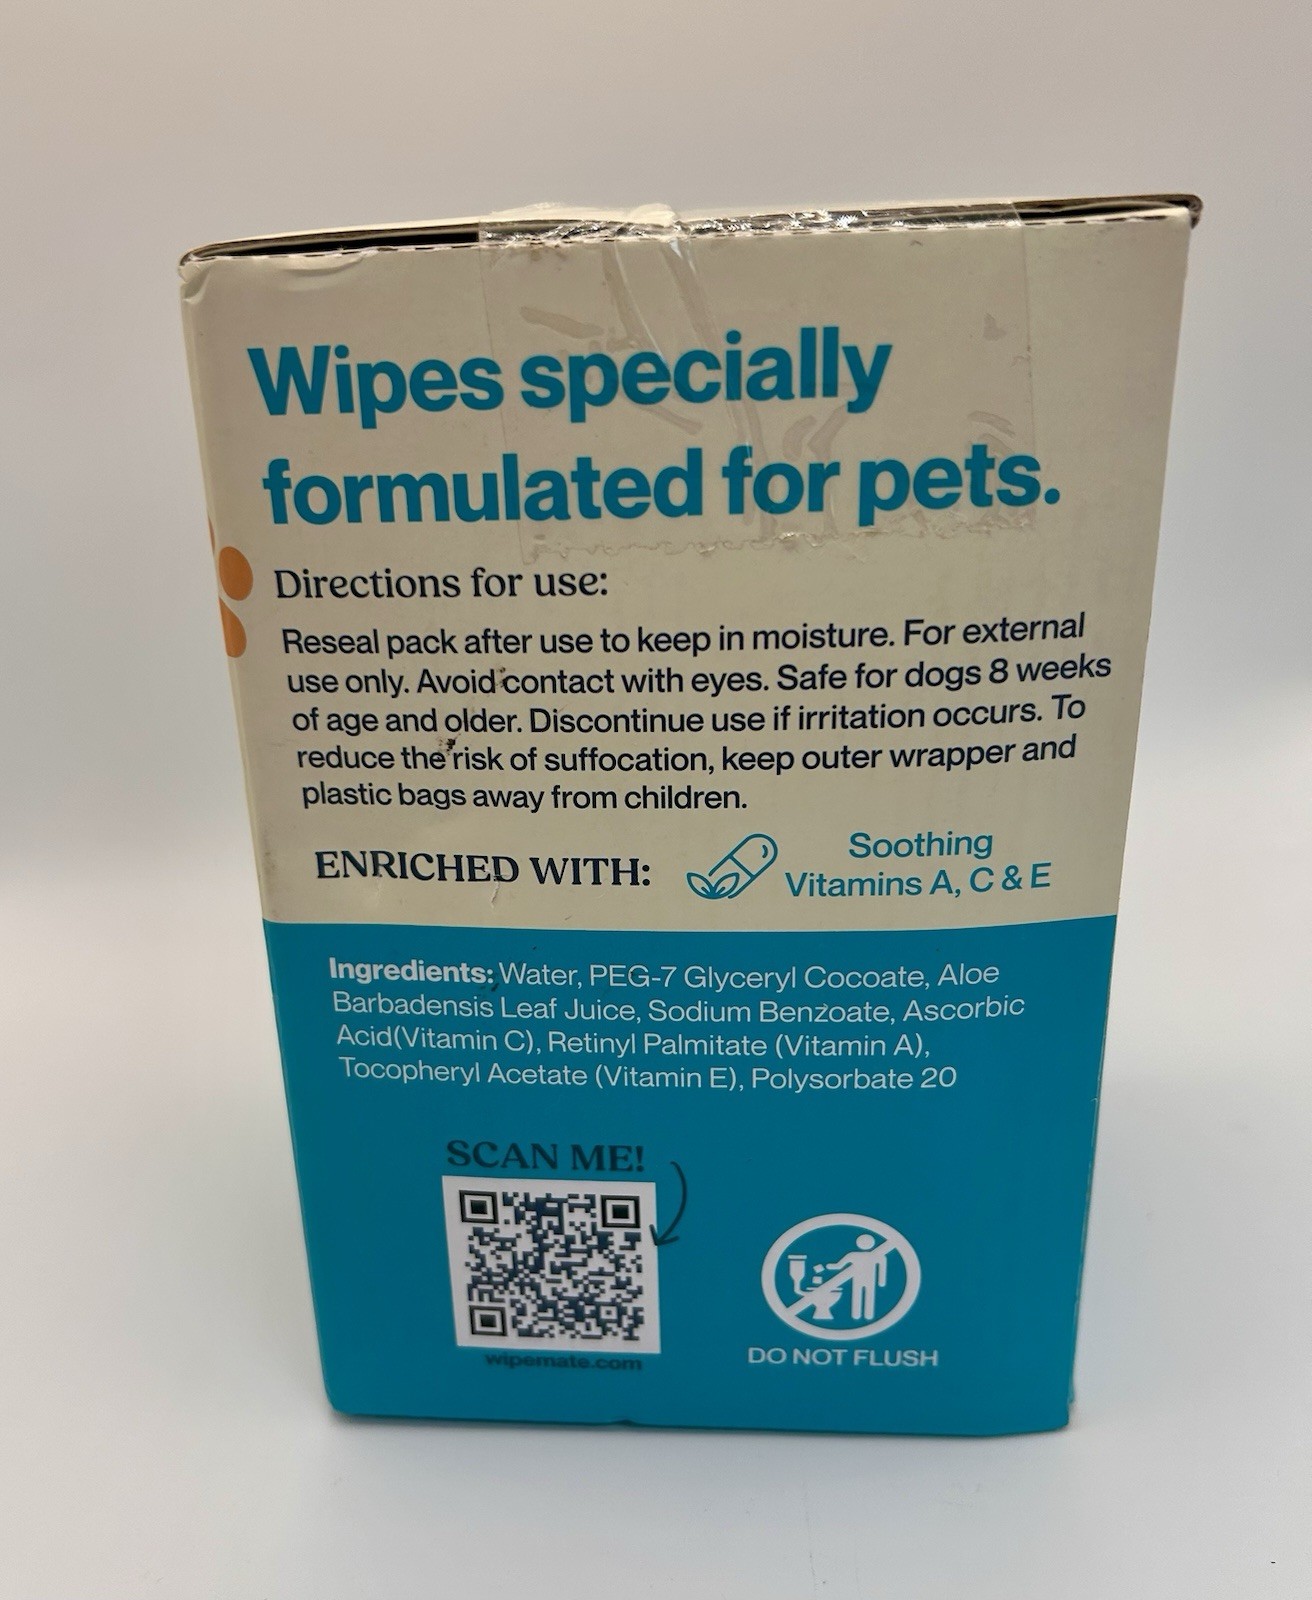 Wipes specially
formulated for pets.
Directions for use:
Reseal pack after use to keep in moisture. For external
use only. Avoid contact with eyes. Safe for dogs 8 weeks
of age and older. Discontinue use if irritation occurs. To
reduce the risk of suffocation, keep outer wrapper and
plastic bags away from children.
ENRICHED WITH:
Soothing
Vitamins A, C & E
Ingredients: Water, PEG-7 Glyceryl Cocoate, Aloe
Barbadensis Leaf Juice, Sodium Benzoate, Ascorbic
Acid(Vitamin C), Retinyl Palmitate (Vitamin A),
Tocopheryl Acetate (Vitamin E), Polysorbate 20
SCAN ME!
wipemate.com
DO NOT FLUSH